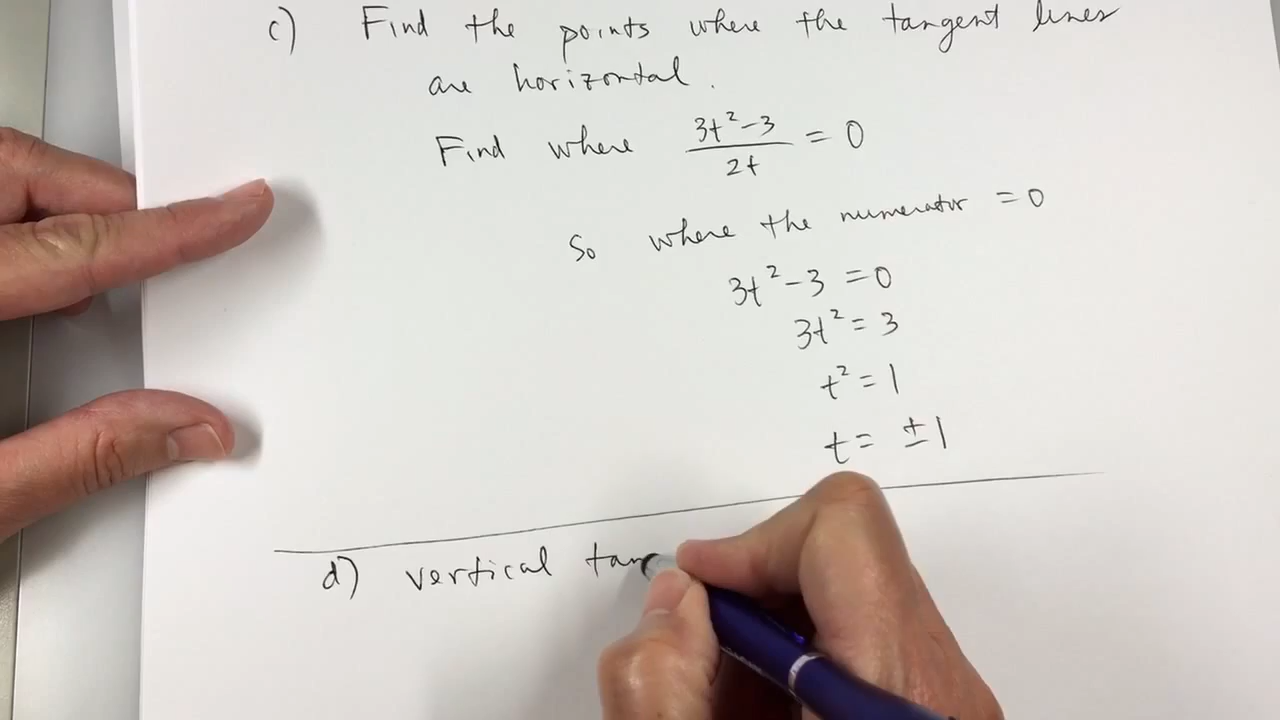 c) Find the points where the tangent lines
are horizontal.
Find where (3t²-3)/(2t) = 0
So where the numerator = 0
3t²-3 = 0
3t² = 3
t² = 1
t = ±1
d) vertical tan